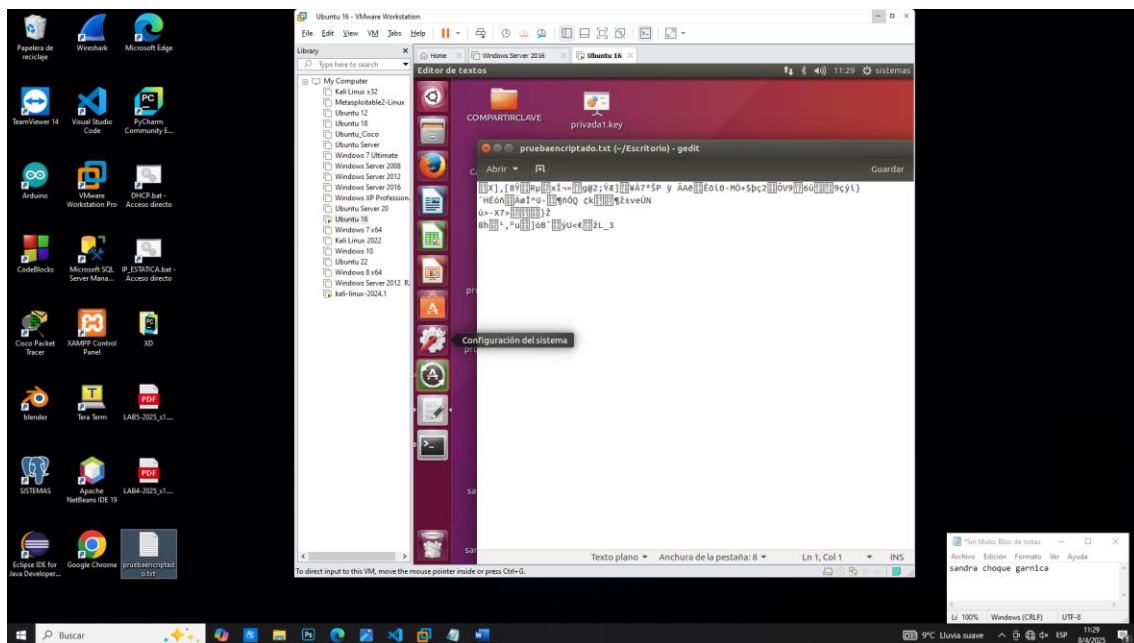 Papelera de
reciclaje
Wireshark
Microsoft Edge
TeamViewer 14
Visual Studio
Code
PyCharm
Community E...
Arduino
VMware
Workstation Pro
DHCP.bat -
Acceso directo
CodeBlocks
Microsoft SQL
Server Mana...
IP_ESTATICA.bat -
Acceso directo
Cisco Packet
Tracer
XAMPP Control
Panel
XD
blender
Tera Term
LAB5-2025_s1....
SISTEMAS
Apache
NetBeans IDE 19
LAB4-2025_s1....
Eclipse IDE for
Java Developer...
Google Chrome
pruebaencriptad
o.txt
Ubuntu 16 - VMware Workstation
File Edit View VM Tabs Help
Library
Type here to search
My Computer
Kali Linux x32
Metasploitable2-Linux
Ubuntu 12
Ubuntu 18
Ubuntu_Cisco
Ubuntu Server
Windows 7 Ultimate
Windows Server 2008
Windows Server 2012
Windows Server 2016
Windows XP Profession
Ubuntu Server 20
Ubuntu 16
Windows 7 x64
Kali Linux 2022
Windows 10
Ubuntu 22
Windows 8 x64
Windows Server 2012 R
kali-linux-2024.1
Home
Windows Server 2016
Ubuntu 16
Editor de textos
11:29 sistemas
COMPARTIRCLAVE
privada1.key
pruebaencriptado.txt (~/Escritorio) - gedit
Abrir
Guardar
Configuración del sistema
Texto plano Anchura de la pestaña: 8 Ln 1, Col 1 INS
To direct input to this VM, move the mouse pointer inside or press Ctrl+G.
*Sin título: Bloc de notas
Archivo Edición Formato Ver Ayuda
sandra choque garnica
Lí 100% Windows (CRLF) UTF-8
Buscar
9°C Lluvia suave
ESP
11:29
8/4/2025